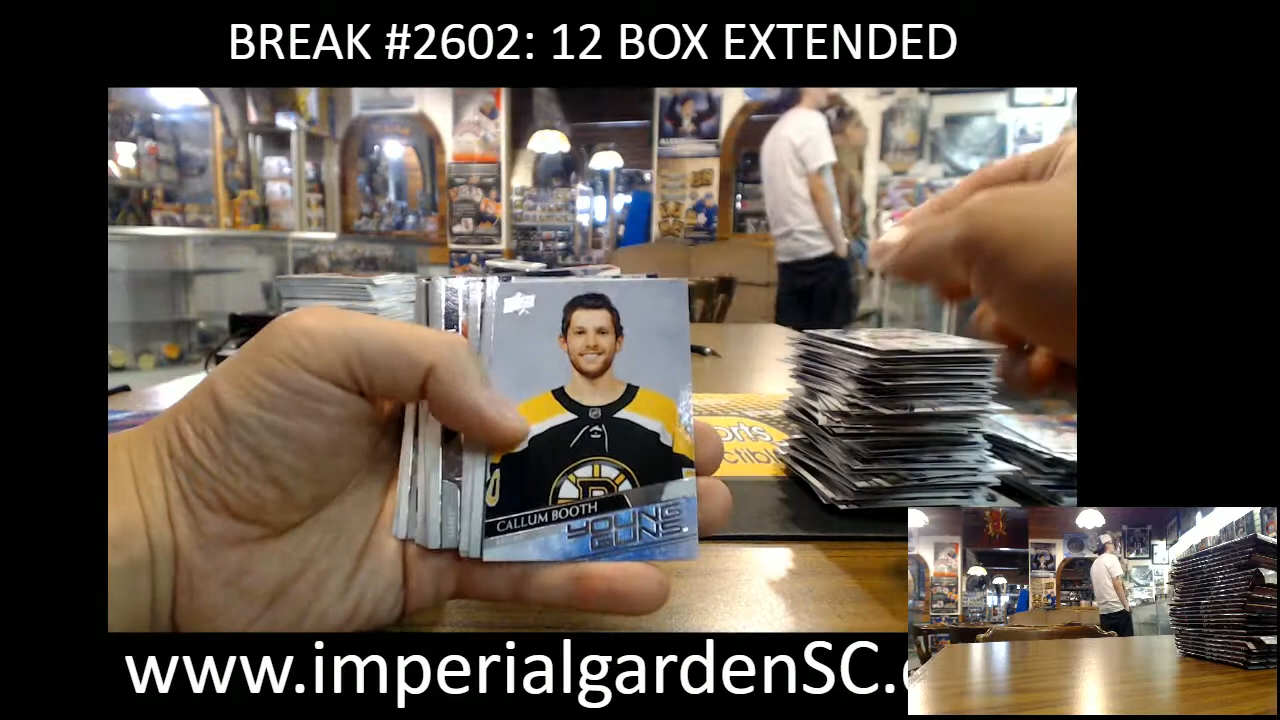 BREAK #2602: 12 BOX EXTENDED
CALLUM BOOTH
YOUNG
GUNS
www.imperialgardenSC.